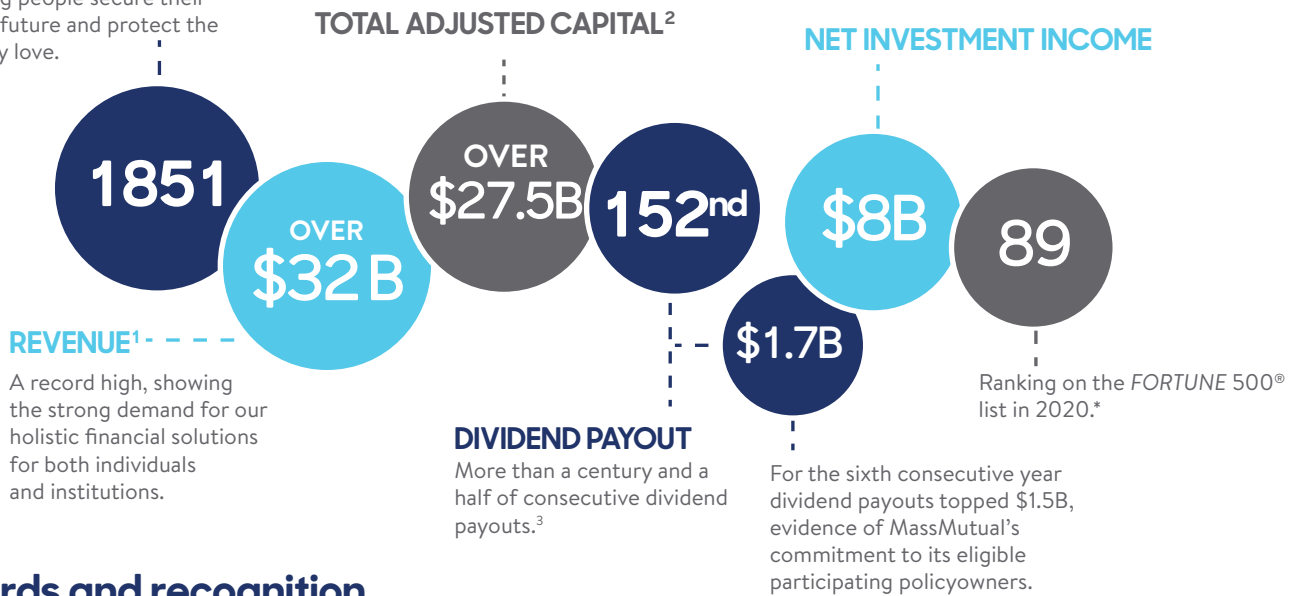 future and protect the
love.
1851
OVER
$32 B
REVENUE¹
A record high, showing
the strong demand for our
holistic financial solutions
for both individuals
and institutions.
TOTAL ADJUSTED CAPITAL²
OVER
$27.5B
152nd
DIVIDEND PAYOUT
More than a century and a
half of consecutive dividend
payouts.³
$1.7B
For the sixth consecutive year
dividend payouts topped $1.5B,
evidence of MassMutual’s
commitment to its eligible
participating policyowners.
NET INVESTMENT INCOME
$8B
89
Ranking on the FORTUNE 500®
list in 2020.*
and recognition